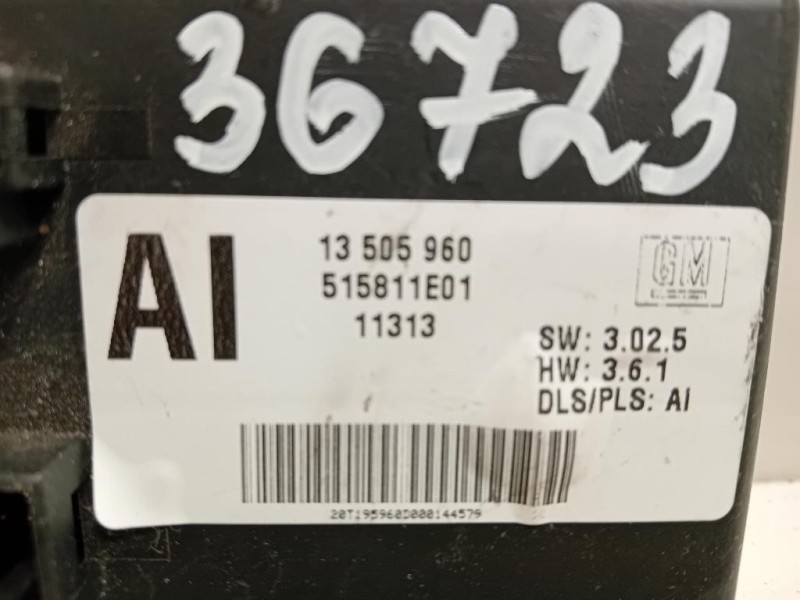 36723
AI
13 505 960
515811E01
11313
GM
SW: 3.02.5
HW: 3.6.1
DLS/PLS: AI
20T195960D000144579